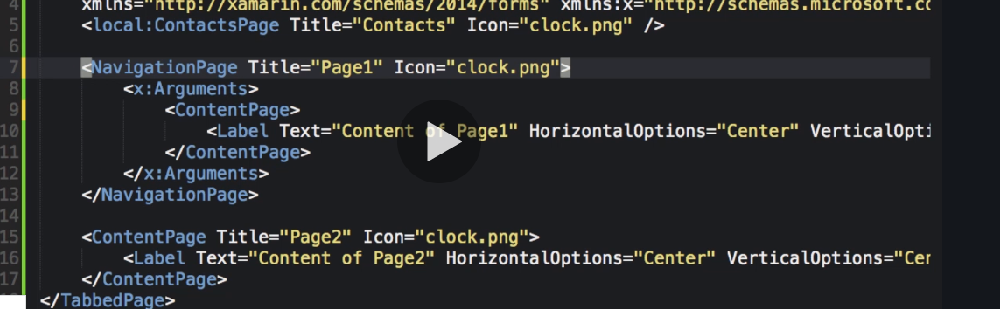 4 xmlns="http://xamarin.com/schemas/2014/forms" xmlns:x="http://schemas.microsoft.co
5 <local:ContactsPage Title="Contacts" Icon="clock.png" />
6
7 <NavigationPage Title="Page1" Icon="clock.png">
8 <x:Arguments>
9 <ContentPage>
10 <Label Text="Content of Page1" HorizontalOptions="Center" VerticalOpti
11 </ContentPage>
12 </x:Arguments>
13 </NavigationPage>
14
15 <ContentPage Title="Page2" Icon="clock.png">
16 <Label Text="Content of Page2" HorizontalOptions="Center" VerticalOptions="Cer
17 </ContentPage>
</TabbedPage>